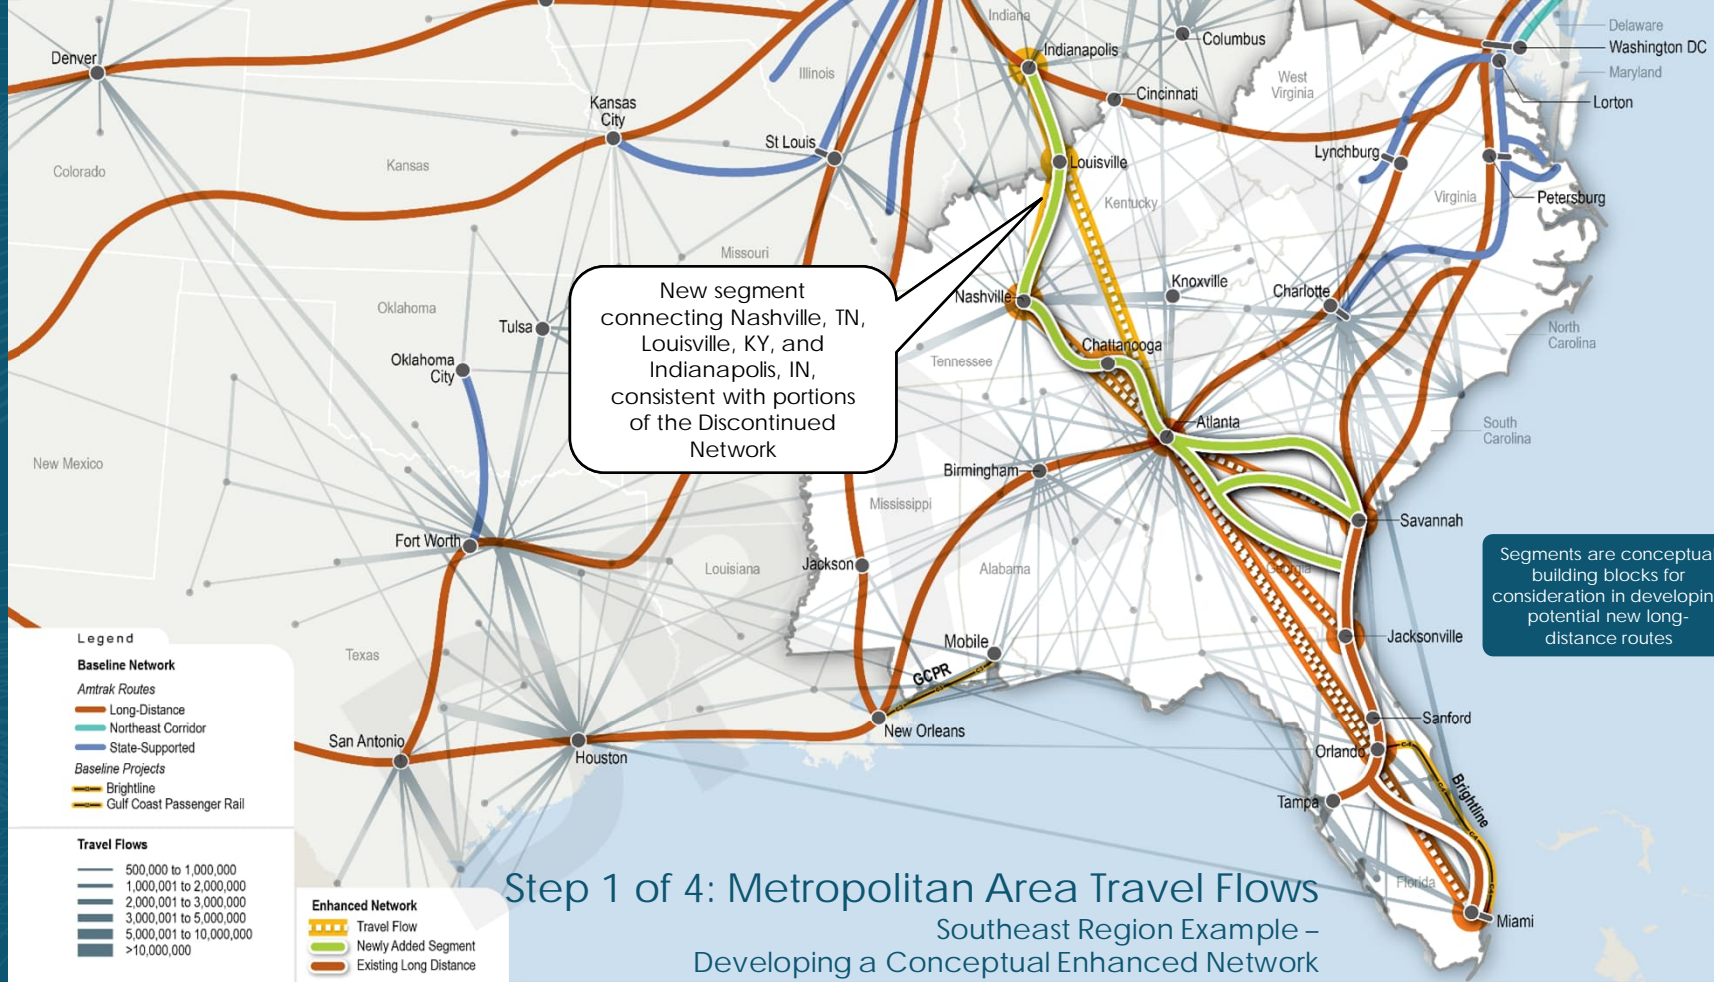 Indiana
Delaware
Columbus
Washington DC
Indianapolis
Denver
Illinois
West
Virginia
Maryland
Cincinnati
Kansas
City
Lorton
St Louis
Lynchburg
Louisville
Colorado
Kansas
Kentucky
Virginia
Petersburg
Missouri
Knoxville
Charlotte
Nashville
New segment
connecting Nashville, TN,
Louisville, KY, and
Indianapolis, IN,
consistent with portions
of the Discontinued
Network
Oklahoma
Tulsa
North
Carolina
Chattanooga
Tennessee
Oklahoma
City
Atlanta
South
Carolina
New Mexico
Birmingham
Mississippi
Savannah
Fort Worth
Louisiana
Jackson
Alabama
Georgia
Segments are conceptual
building blocks for
consideration in developin
potential new long-
distance routes
Jacksonville
Mobile
GCPR
Texas
New Orleans
Sanford
San Antonio
Houston
Orlando
Tampa
Brightline
Florida
Miami
Legend
Baseline Network
Amtrak Routes
Long-Distance
Northeast Corridor
State-Supported
Baseline Projects
Brightline
Gulf Coast Passenger Rail
Travel Flows
500,000 to 1,000,000
1,000,001 to 2,000,000
2,000,001 to 3,000,000
3,000,001 to 5,000,000
5,000,001 to 10,000,000
>10,000,000
Enhanced Network
Travel Flow
Newly Added Segment
Existing Long Distance
Step 1 of 4: Metropolitan Area Travel Flows
Southeast Region Example –
Developing a Conceptual Enhanced Network